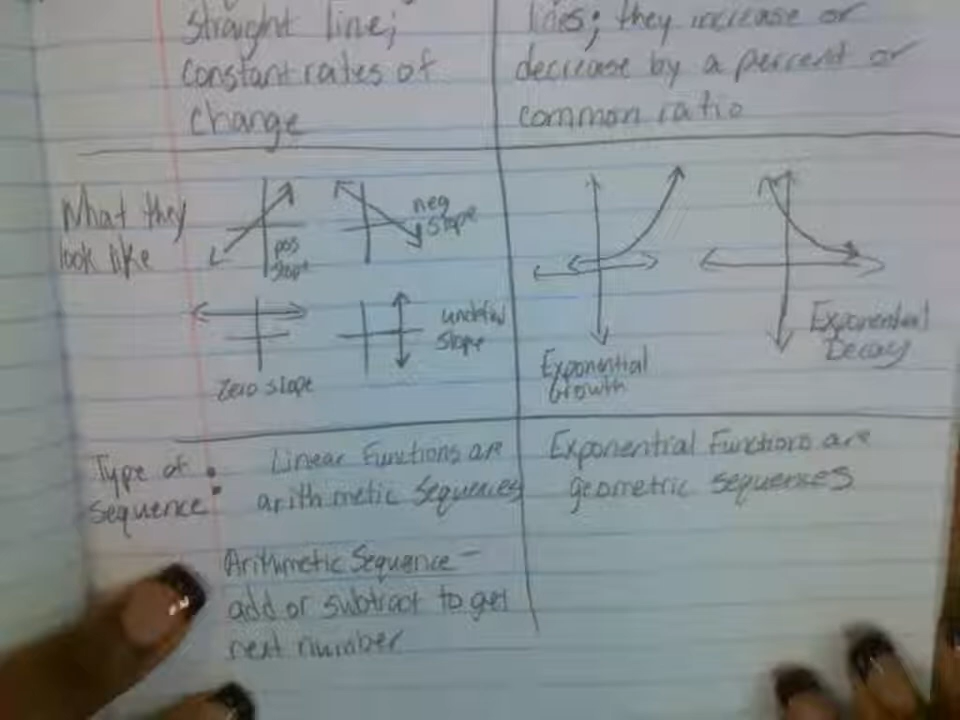 straight line;
constant rates of
change
they increase or
decrease by a percent or
common ratio
What they
look like
pos
slope
neg
slope
zero slope
slope
Exponential
Growth
Exponential
Decay
Type of
sequence:
Linear Functions are
arithmetic sequences
Arithmetic Sequence -
add or subtract to get
next number
Exponential Functions are
geometric sequences